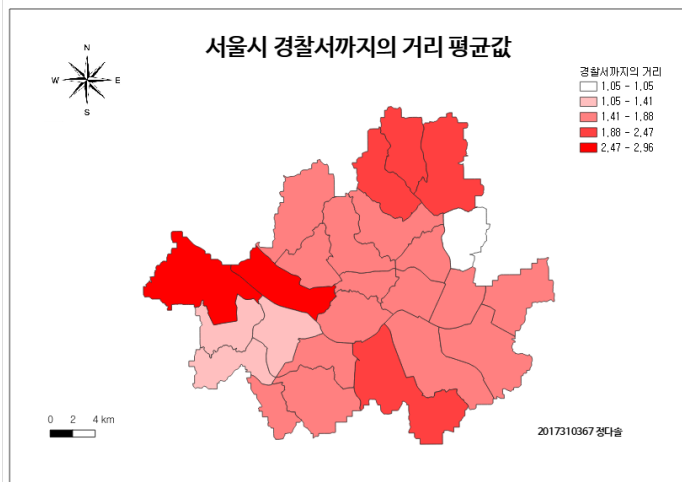 서울시 경찰서까지의 거리 평균값
N
W E
S
경찰서까지의 거리
1,05 - 1,05
1,05 - 1,41
1,41 - 1,88
1,88 - 2,47
2,47 - 2,96
0 2 4 km
2017310367 정다솔